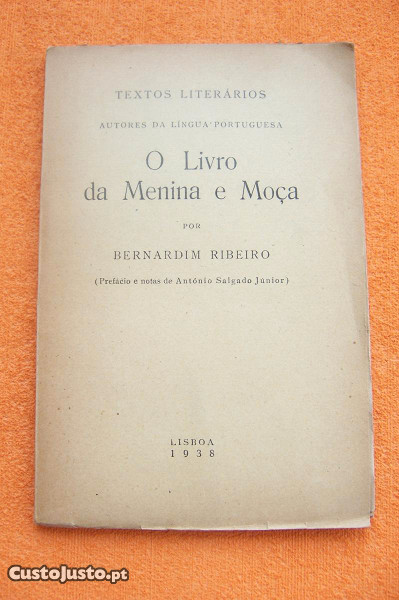 TEXTOS LITERÁRIOS
AUTORES DA LÍNGUA PORTUGUESA
O Livro
da Menina e Moça
POR
BERNARDIM RIBEIRO
(Prefácio e notas de António Salgado Júnior)
LISBOA
1938
CustoJusto.pt